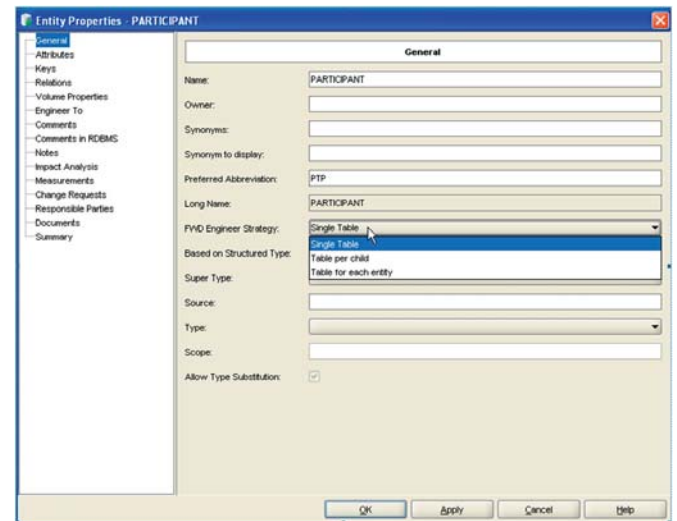 Entity Properties - PARTICIPANT
General
Attributes
Keys
Relations
Volume Properties
Engineer To
Comments
Comments in RDBMS
Notes
Impact Analysis
Measurements
Change Requests
Responsible Parties
Documents
Summary
General
Name: PARTICIPANT
Owner:
Synonyms:
Synonym to display:
Preferred Abbreviation: PTP
Long Name: PARTICIPANT
FWD Engineer Strategy: Single Table
Single Table
Based on Structured Type: Table per child
Table for each entity
Super Type:
Source:
Type:
Scope:
Allow Type Substitution:
OK Apply Cancel Help